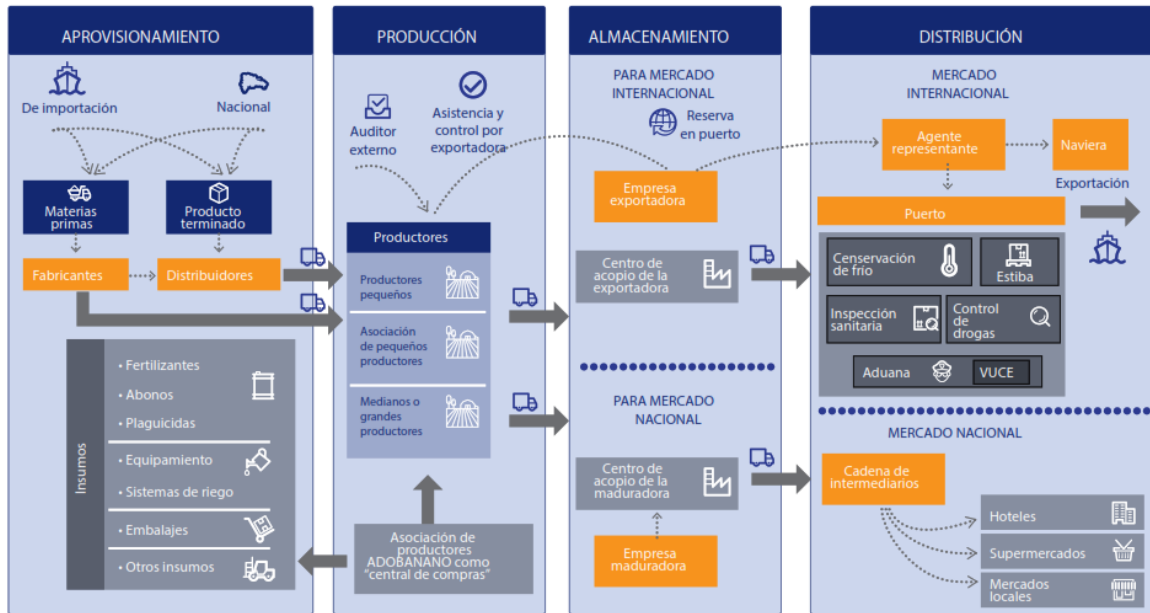 APROVISIONAMIENTO
De importación
Nacional
Materias
primas
Producto
terminado
Fabricantes
Distribuidores
Insumos
• Fertilizantes
• Abonos
• Plaguicidas
• Equipamiento
• Sistemas de riego
• Embalajes
• Otros insumos
PRODUCCIÓN
Auditor
externo
Asistencia y
control por
exportadora
Productores
Productores
pequeños
Asociación
de pequeños
productores
Medianos o
grandes
productores
Asociación de
productores
ADOBANANO como
"central de compras"
ALMACENAMIENTO
PARA MERCADO
INTERNACIONAL
Reserva
en puerto
Empresa
exportadora
Centro de
acopio de la
exportadora
PARA MERCADO
NACIONAL
Centro de
acopio de la
maduradora
Empresa
maduradora
DISTRIBUCIÓN
MERCADO
INTERNACIONAL
Agente
representante
Naviera
Exportación
Puerto
Conservación
de frío
Estiba
Inspección
sanitaria
Control
de
drogas
Aduana
VUCE
MERCADO NACIONAL
Cadena de
intermediarios
Hoteles
Supermercados
Mercados
locales